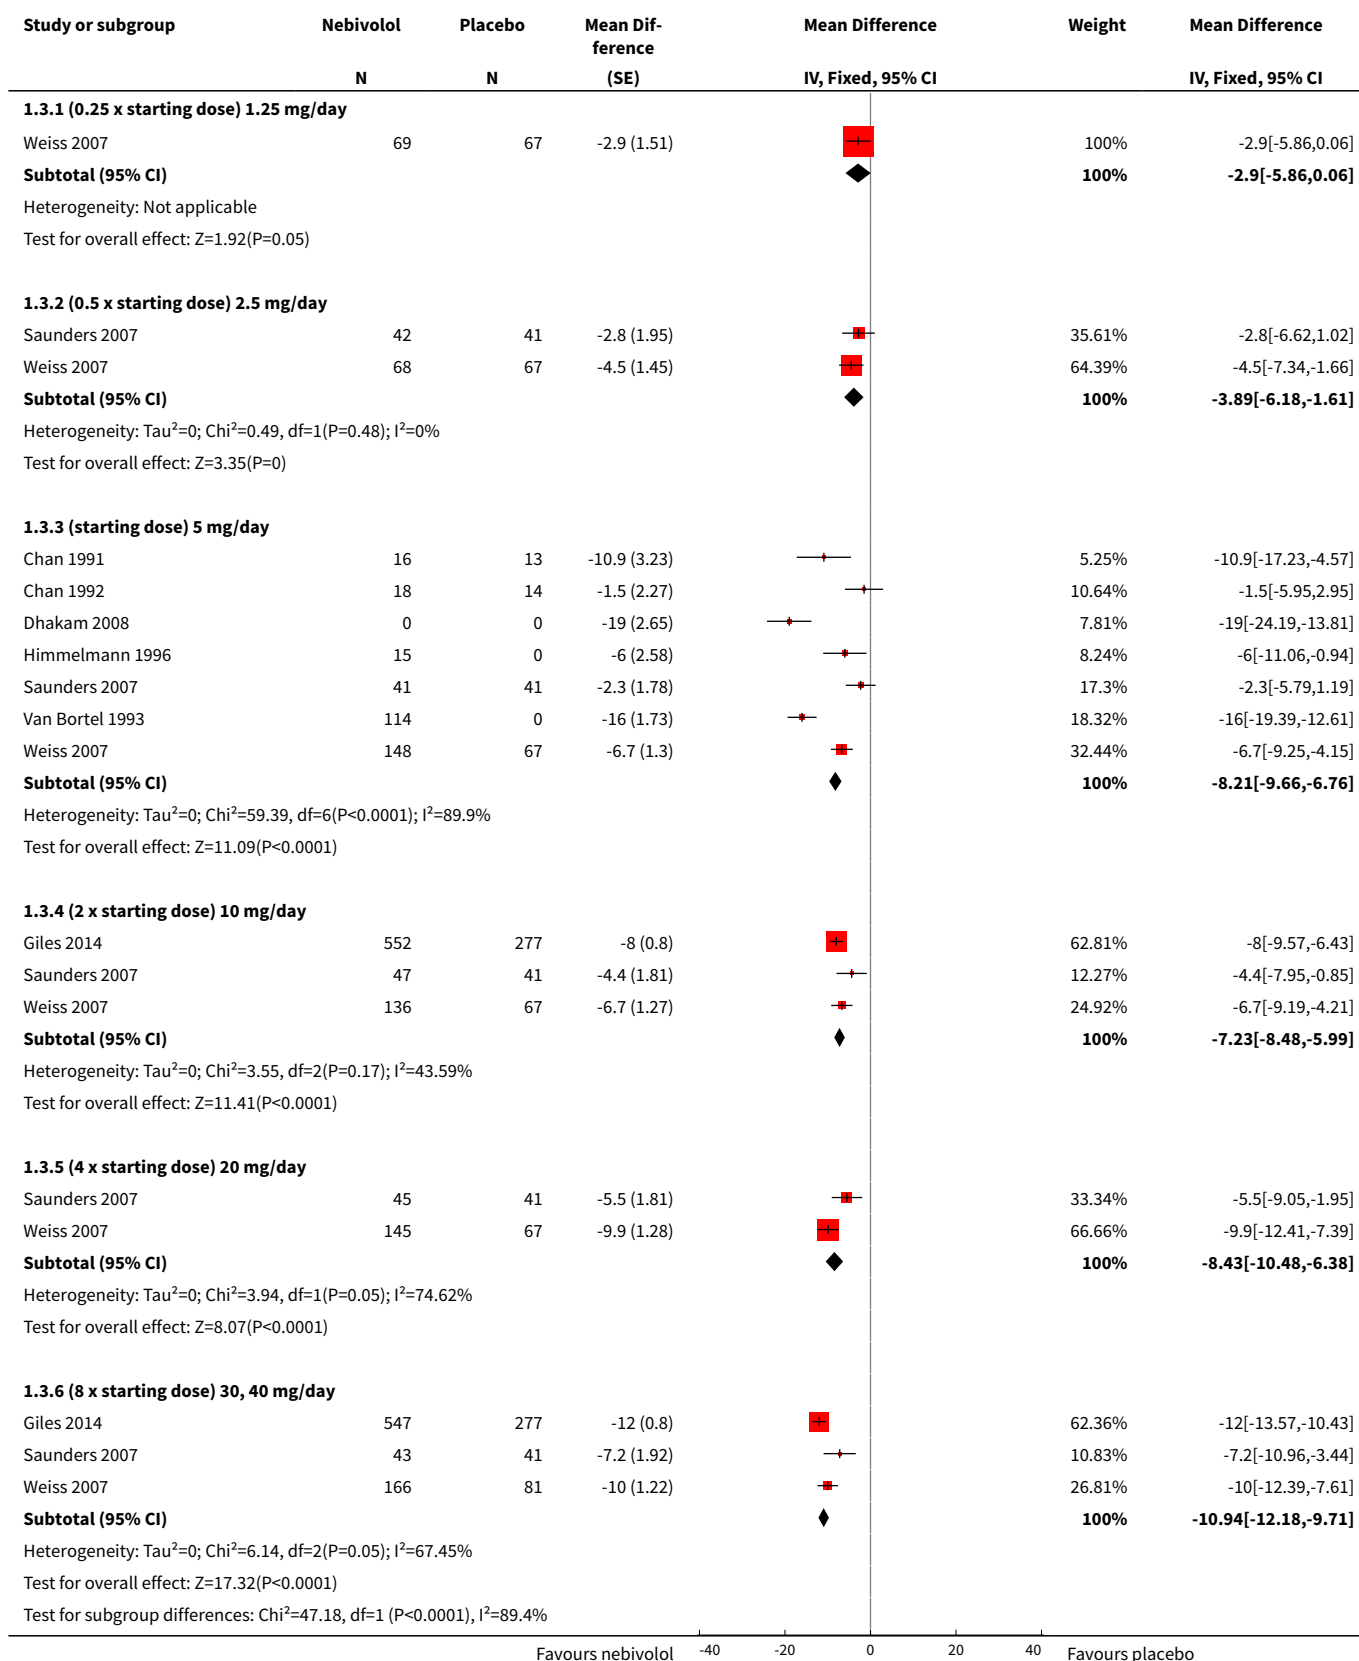 Study or subgroup Nebivolol Placebo Mean Dif- Mean Difference Weight Mean Difference
ference
N N (SE) IV, Fixed, 95% CI IV, Fixed, 95% CI
1.3.1 (0.25 x starting dose) 1.25 mg/day
Weiss 2007 69 67 -2.9 (1.51) 100% -2.9[-5.86,0.06]
Subtotal (95% CI) 100% -2.9[-5.86,0.06]
Heterogeneity: Not applicable
Test for overall effect: Z=1.92(P=0.05)
1.3.2 (0.5 x starting dose) 2.5 mg/day
Saunders 2007 42 41 -2.8 (1.95) 35.61% -2.8[-6.62,1.02]
Weiss 2007 68 67 -4.5 (1.45) 64.39% -4.5[-7.34,-1.66]
Subtotal (95% CI) 100% -3.89[-6.18,-1.61]
Heterogeneity: Tau²=0; Chi²=0.49, df=1(P=0.48); I²=0%
Test for overall effect: Z=3.35(P=0)
1.3.3 (starting dose) 5 mg/day
Chan 1991 16 13 -10.9 (3.23) 5.25% -10.9[-17.23,-4.57]
Chan 1992 18 14 -1.5 (2.27) 10.64% -1.5[-5.95,2.95]
Dhakam 2008 0 0 -19 (2.65) 7.81% -19[-24.19,-13.81]
Himmelmann 1996 15 0 -6 (2.58) 8.24% -6[-11.06,-0.94]
Saunders 2007 41 41 -2.3 (1.78) 17.3% -2.3[-5.79,1.19]
Van Bortel 1993 114 0 -16 (1.73) 18.32% -16[-19.39,-12.61]
Weiss 2007 148 67 -6.7 (1.3) 32.44% -6.7[-9.25,-4.15]
Subtotal (95% CI) 100% -8.21[-9.66,-6.76]
Heterogeneity: Tau²=0; Chi²=59.39, df=6(P<0.0001); I²=89.9%
Test for overall effect: Z=11.09(P<0.0001)
1.3.4 (2 x starting dose) 10 mg/day
Giles 2014 552 277 -8 (0.8) 62.81% -8[-9.57,-6.43]
Saunders 2007 47 41 -4.4 (1.81) 12.27% -4.4[-7.95,-0.85]
Weiss 2007 136 67 -6.7 (1.27) 24.92% -6.7[-9.19,-4.21]
Subtotal (95% CI) 100% -7.23[-8.48,-5.99]
Heterogeneity: Tau²=0; Chi²=3.55, df=2(P=0.17); I²=43.59%
Test for overall effect: Z=11.41(P<0.0001)
1.3.5 (4 x starting dose) 20 mg/day
Saunders 2007 45 41 -5.5 (1.81) 33.34% -5.5[-9.05,-1.95]
Weiss 2007 145 67 -9.9 (1.28) 66.66% -9.9[-12.41,-7.39]
Subtotal (95% CI) 100% -8.43[-10.48,-6.38]
Heterogeneity: Tau²=0; Chi²=3.94, df=1(P=0.05); I²=74.62%
Test for overall effect: Z=8.07(P<0.0001)
1.3.6 (8 x starting dose) 30, 40 mg/day
Giles 2014 547 277 -12 (0.8) 62.36% -12[-13.57,-10.43]
Saunders 2007 43 41 -7.2 (1.92) 10.83% -7.2[-10.96,-3.44]
Weiss 2007 166 81 -10 (1.22) 26.81% -10[-12.39,-7.61]
Subtotal (95% CI) 100% -10.94[-12.18,-9.71]
Heterogeneity: Tau²=0; Chi²=6.14, df=2(P=0.05); I²=67.45%
Test for overall effect: Z=17.32(P<0.0001)
Test for subgroup differences: Chi²=47.18, df=1 (P<0.0001), I²=89.4%
Favours nebivolol -40 -20 0 20 40 Favours placebo